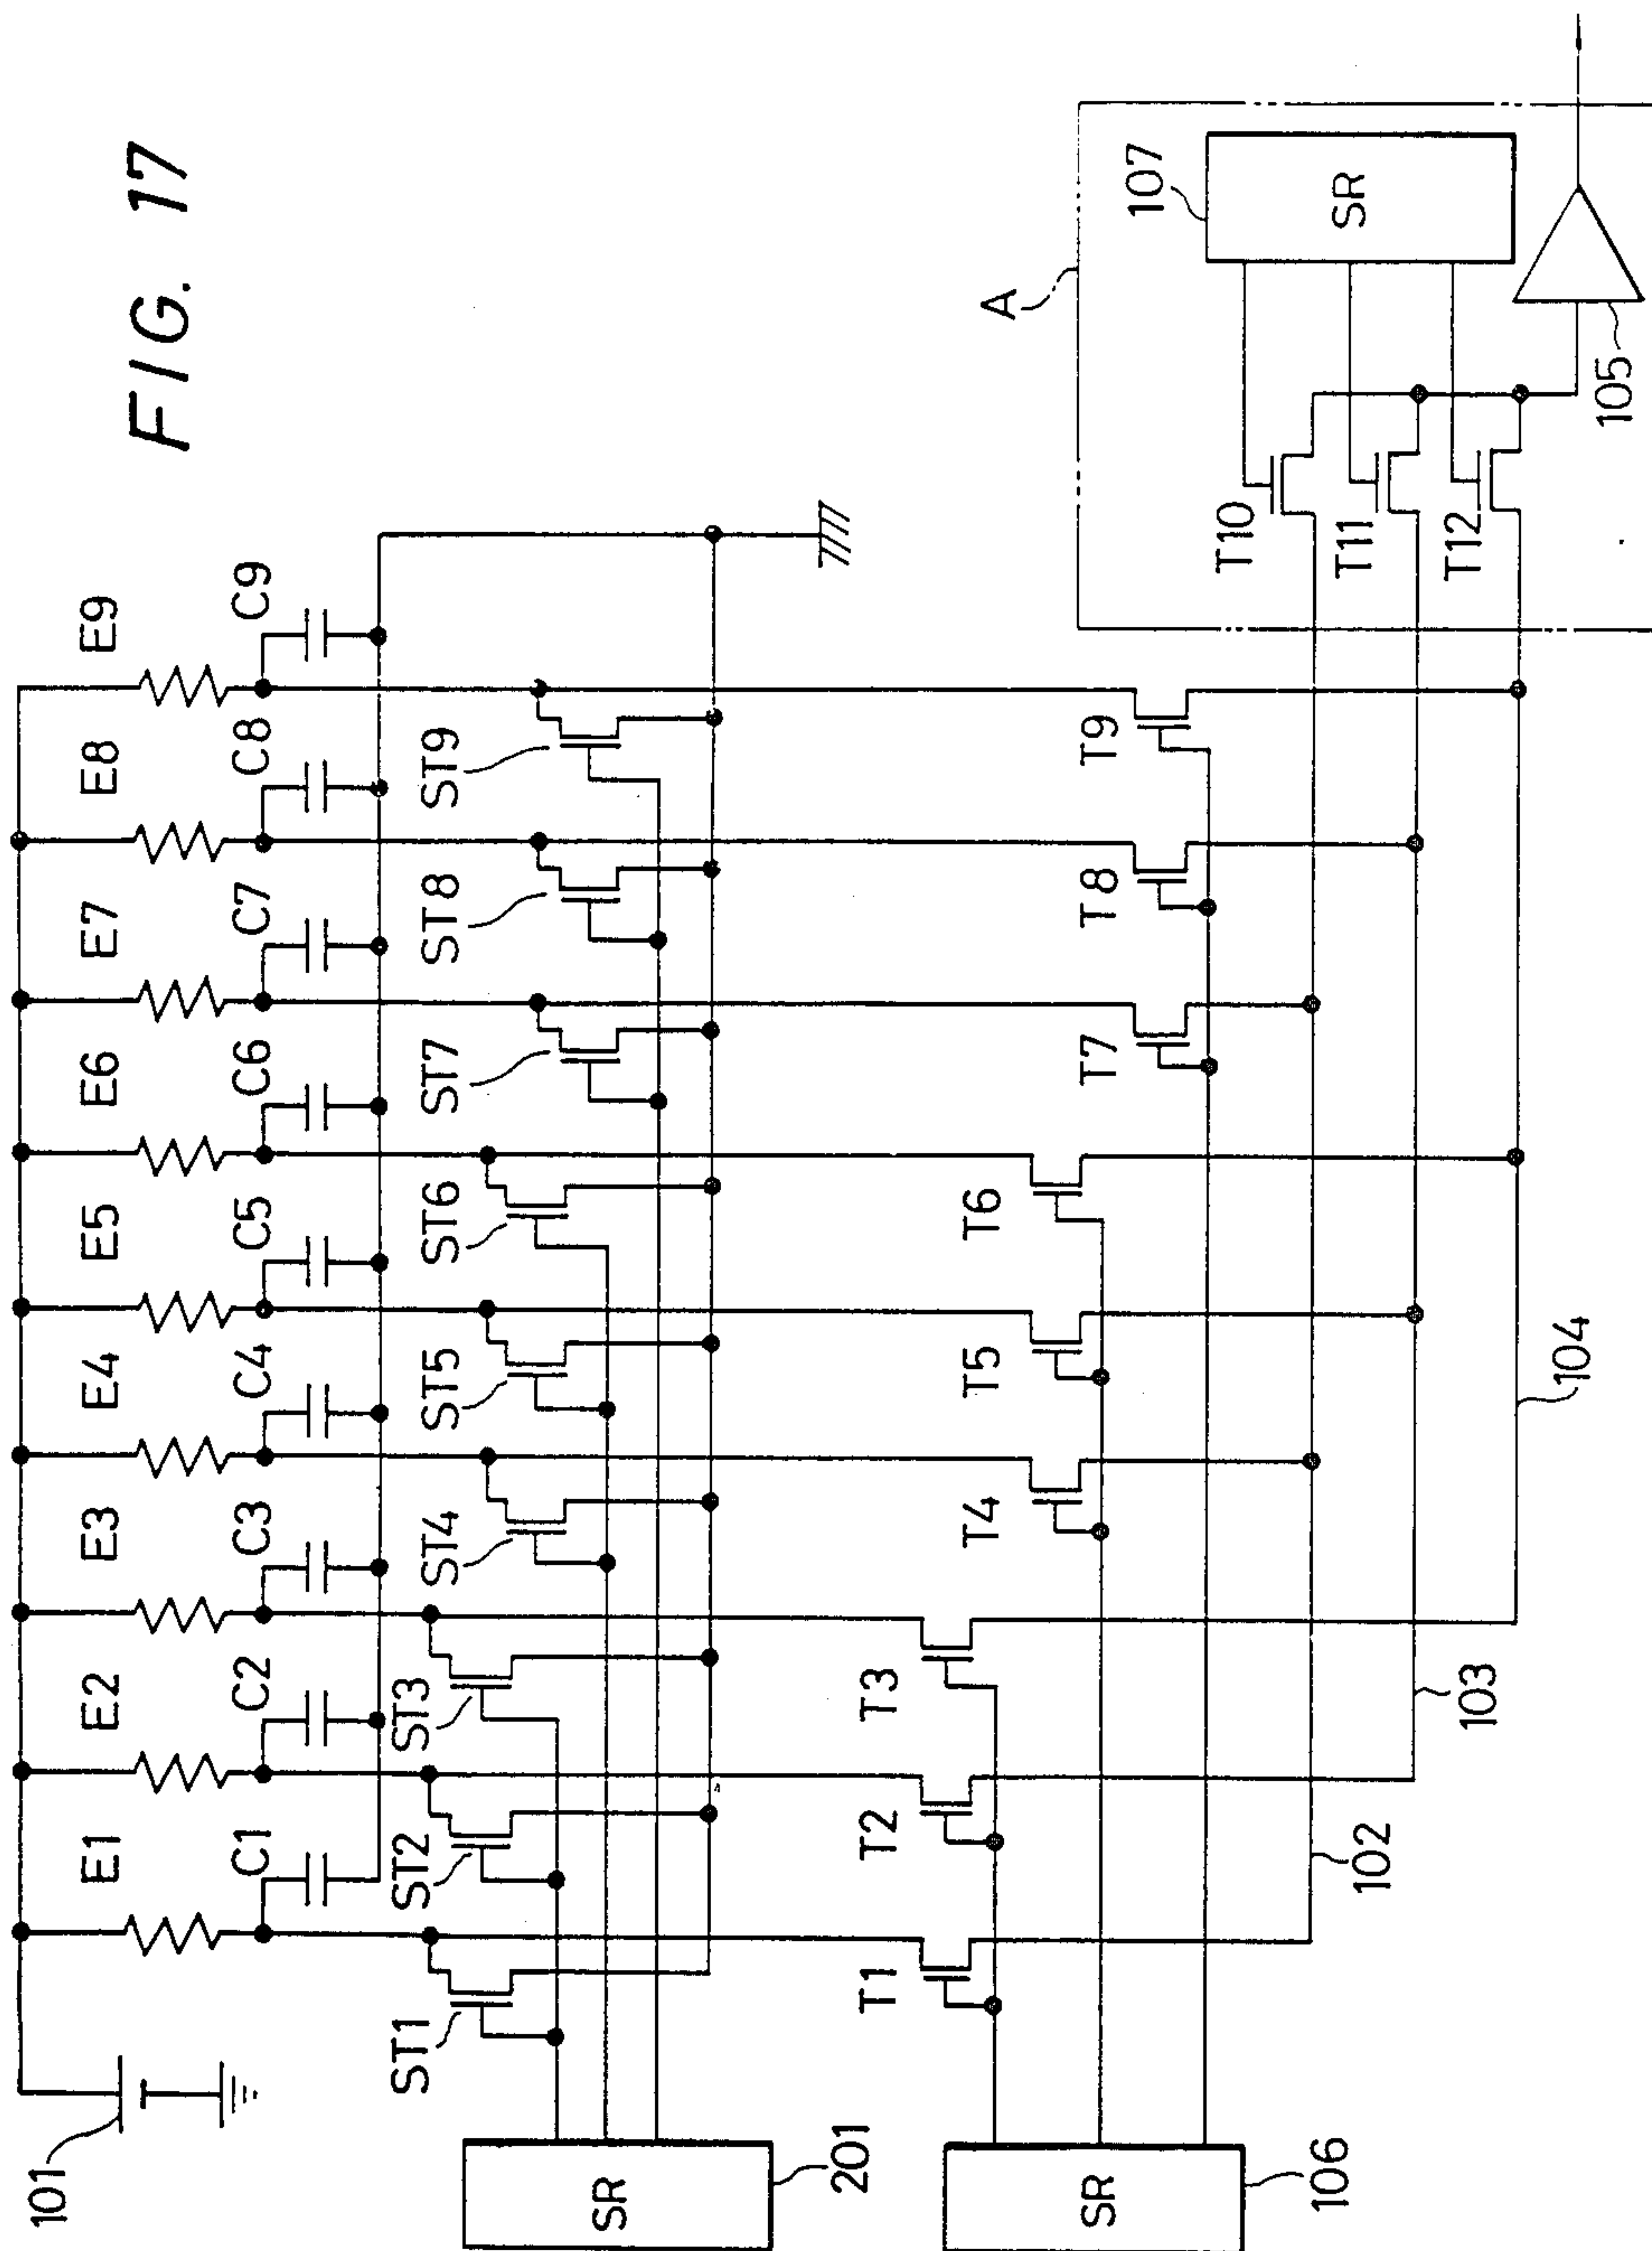 FIG. 17
E1 E2 E3 E4 E5 E6 E7 E8 E9
C1 C2 C3 C4 C5 C6 C7 C8 C9
101
ST1 ST2 ST3 ST4 ST5 ST6 ST7 ST8 ST9
SR
201
T1 T2 T3 T4 T5 T6 T7 T8 T9
SR
106
102
103
104
A
107
SR
T10
T11
T12
105